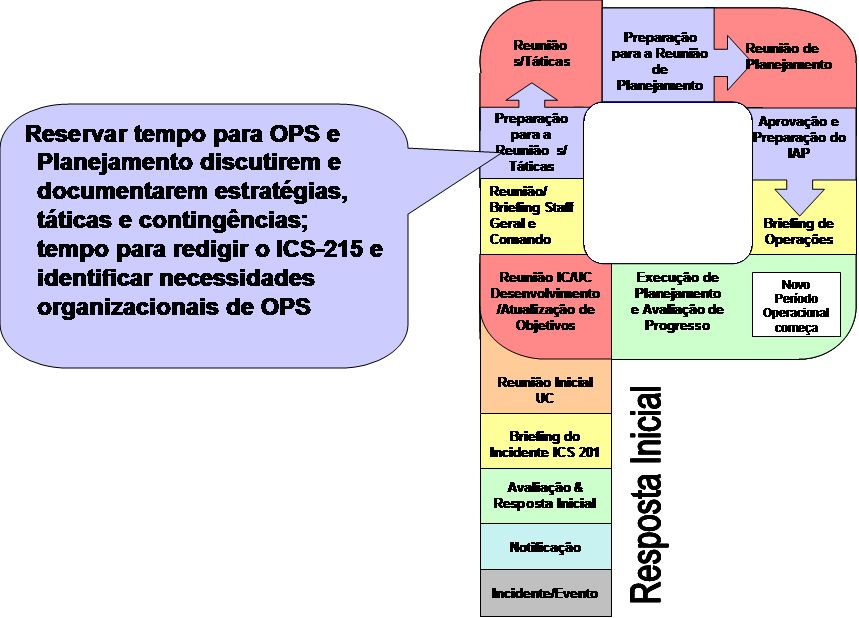 Reservar tempo para OPS e
Planejamento discutirem e
documentarem estratégias,
táticas e contingências;
tempo para redigir o ICS-215 e
identificar necessidades
organizacionais de OPS
Reunião
s/Táticas
Preparação
para a Reunião
de
Planejamento
Reunião de
Planejamento
Preparação
para a
Reunião s/
Táticas
Aprovação e
Preparação do
IAP
Reunião/
Briefing Staff
Geral e
Comando
Briefing de
Operações
Reunião IC/UC
Desenvolvimento
/Atualização de
Objetivos
Execução de
Planejamento
e Avaliação de
Progresso
Novo
Período
Operacional
começa
Reunião Inicial
UC
Briefing do
Incidente ICS 201
Avaliação &
Resposta Inicial
Notificação
Incidente/Evento
Resposta Inicial